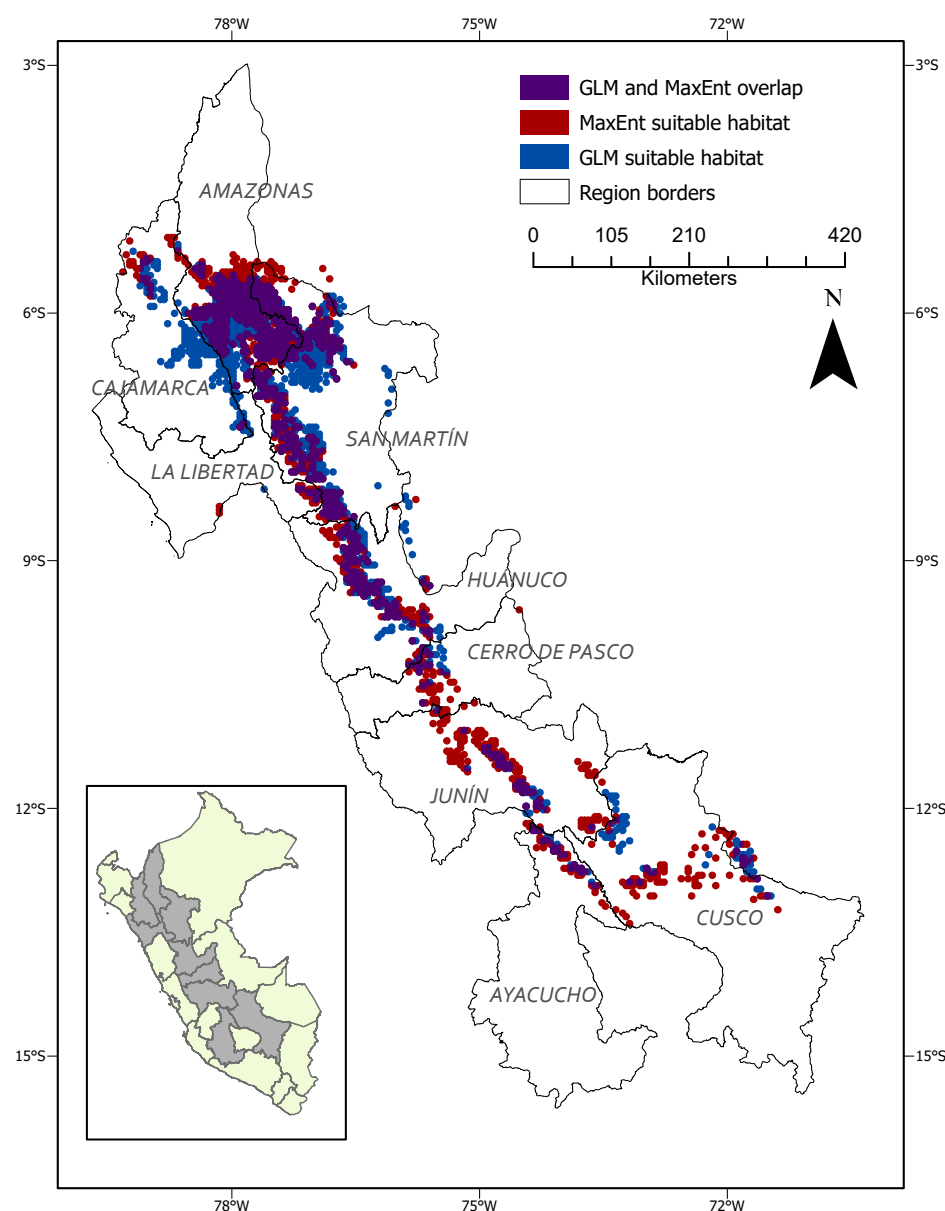 78°W 75°W 72°W
3°S 3°S
GLM and MaxEnt overlap
MaxEnt suitable habitat
GLM suitable habitat
Region borders
AMAZONAS
0 105 210 420
Kilometers
N
6°S 6°S
CAJAMARCA
SAN MARTÍN
LA LIBERTAD
9°S 9°S
HUANUCO
CERRO DE PASCO
JUNÍN
12°S 12°S
CUSCO
AYACUCHO
15°S 15°S
78°W 75°W 72°W